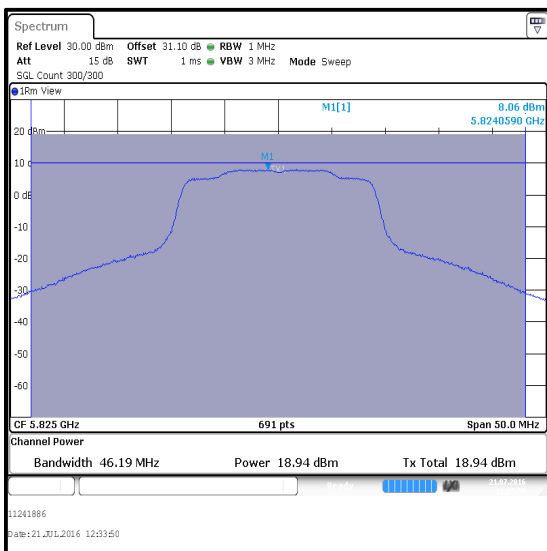 Spectrum
Ref Level 30.00 dBm Offset 31.10 dB RBW 1 MHz
Att 15 dB SWT 1 ms VBW 3 MHz Mode Sweep
SGL Count 300/300
1Rm View
M1[1] 8.06 dBm
5.8240590 GHz
20 dBm
M1
10 d
0 dB
-10
-20
-30
-40
-50
-60
CF 5.825 GHz 691 pts Span 50.0 MHz
Channel Power
Bandwidth 46.19 MHz Power 18.94 dBm Tx Total 18.94 dBm
Ready 21.07.2016
11241886
Date: 21.JUL.2016 12:33:50